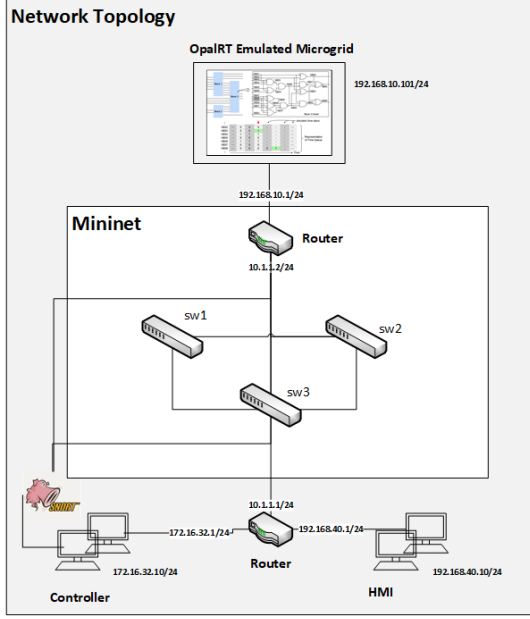 Network Topology
OpalRT Emulated Microgrid
192.168.10.101/24
192.168.10.1/24
Mininet
Router
10.1.1.2/24
sw1
sw2
sw3
SNORT
10.1.1.1/24
172.16.32.1/24
192.168.40.1/24
Router
172.16.32.10/24
192.168.40.10/24
Controller
HMI